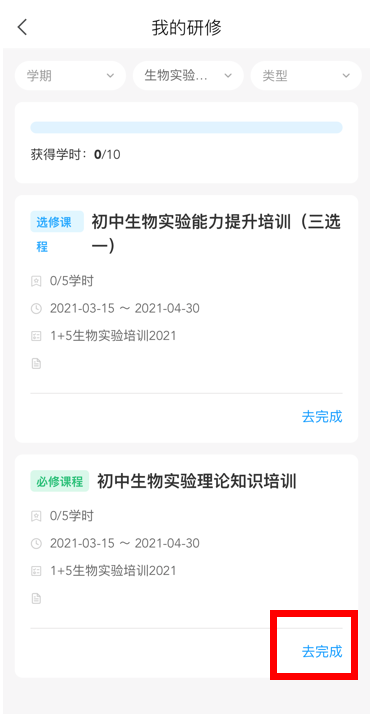 我的研修
学期
生物实验...
类型
获得学时：0/10
选修课
程
初中生物实验能力提升培训（三选
一）
0/5学时
2021-03-15 ～ 2021-04-30
1+5生物实验培训2021
去完成
必修课程 初中生物实验理论知识培训
0/5学时
2021-03-15 ～ 2021-04-30
1+5生物实验培训2021
去完成